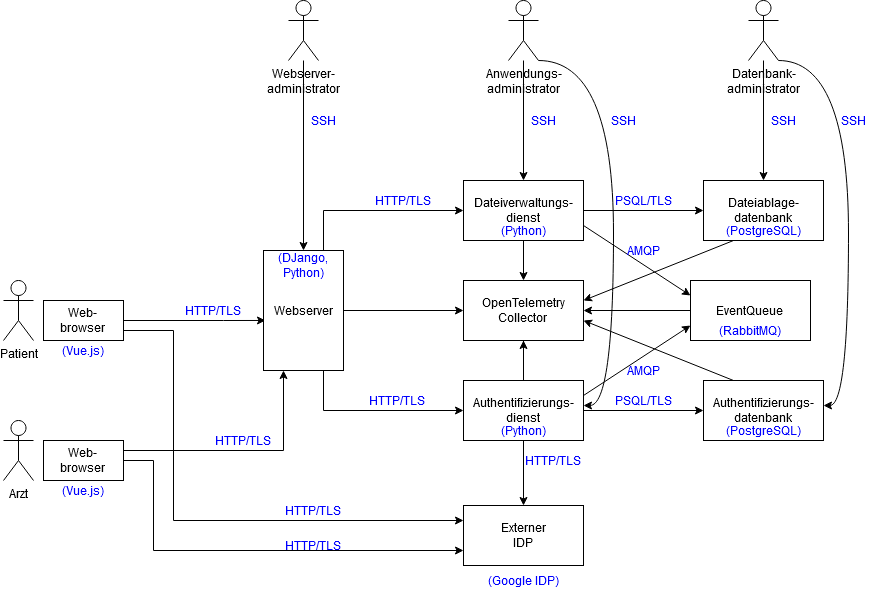 Webserver-
administrator
Anwendungs-
administrator
Datenbank-
administrator
SSH
SSH
SSH
SSH
SSH
HTTP/TLS
Dateiverwaltungs-
dienst
(Python)
PSQL/TLS
Dateiablage-
datenbank
(PostgreSQL)
AMQP
(DJango,
Python)
Webserver
OpenTelemetry
Collector
EventQueue
(RabbitMQ)
Patient
Web-
browser
(Vue.js)
HTTP/TLS
AMQP
HTTP/TLS
Authentifizierungs-
dienst
(Python)
PSQL/TLS
Authentifizierungs-
datenbank
(PostgreSQL)
Arzt
Web-
browser
(Vue.js)
HTTP/TLS
HTTP/TLS
HTTP/TLS
HTTP/TLS
Externer
IDP
(Google IDP)